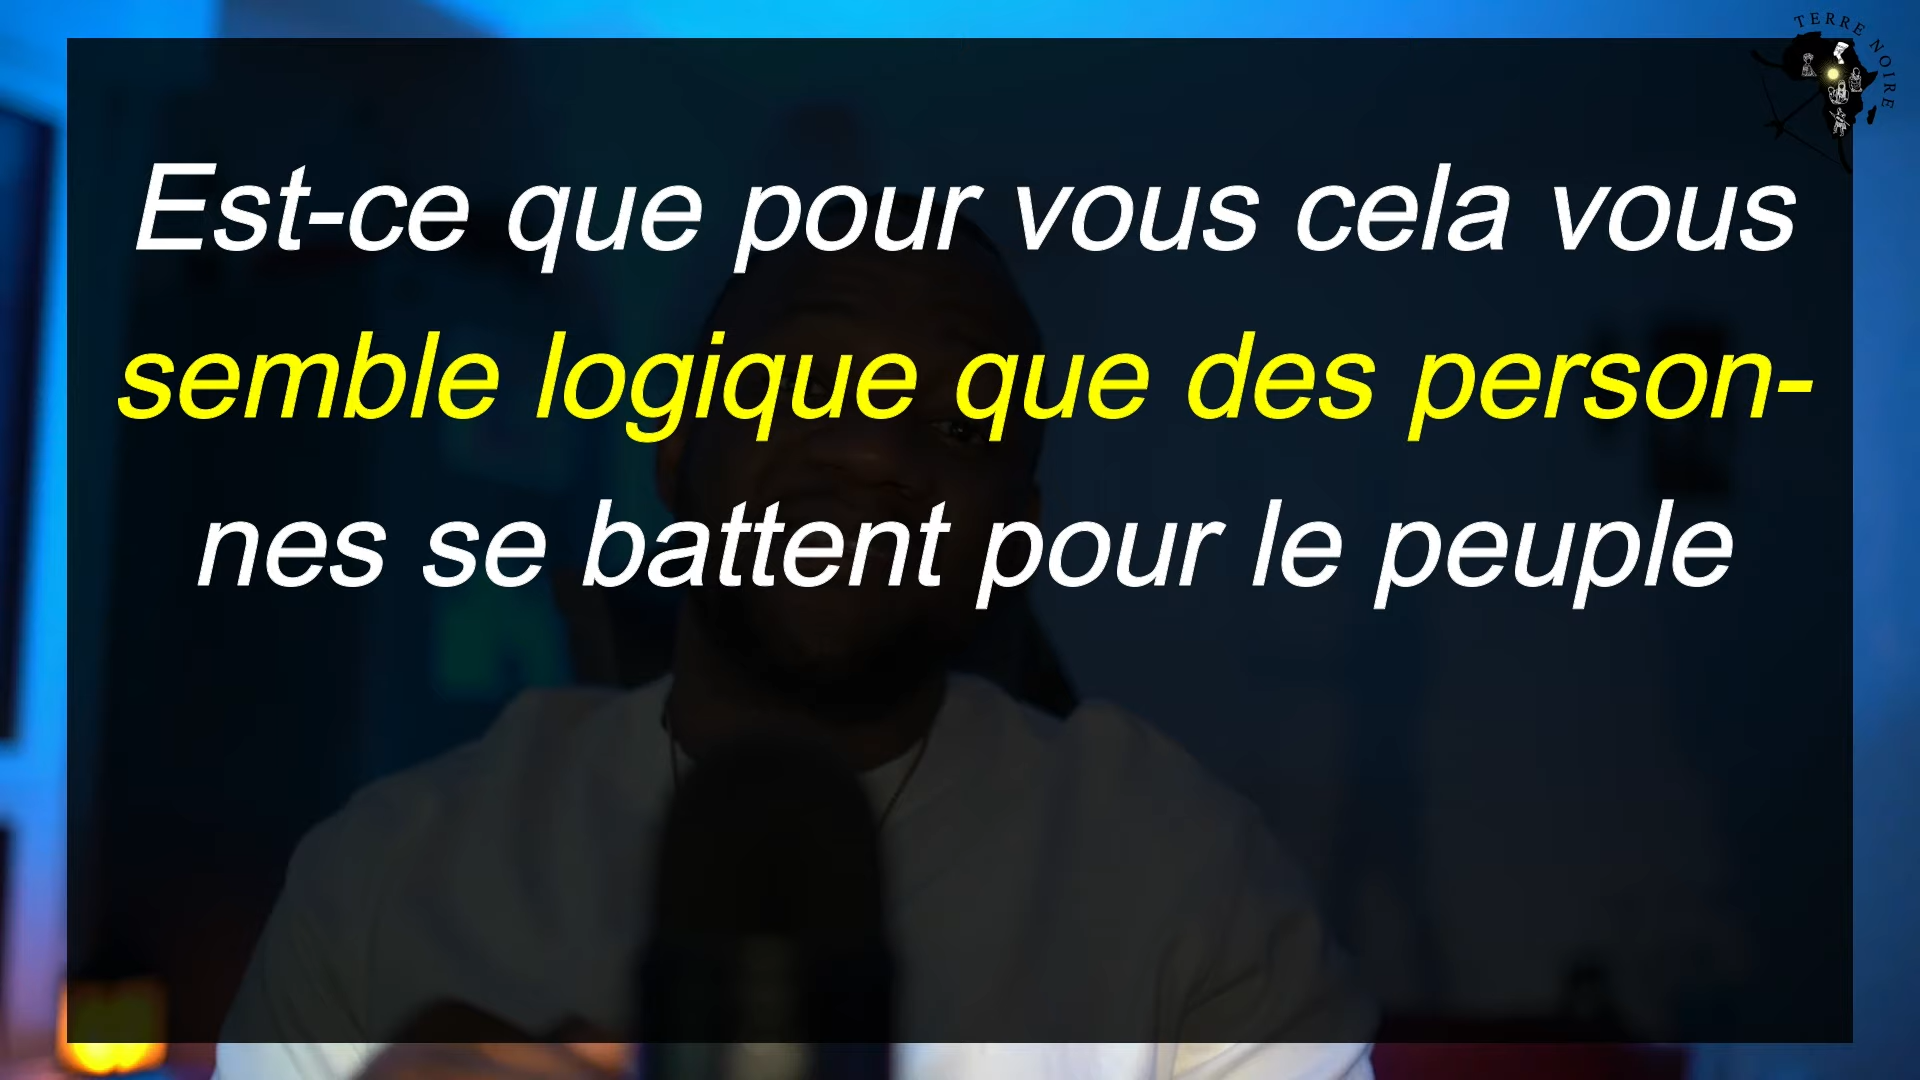 TERRE NOIRE
Est-ce que pour vous cela vous
semble logique que des person-
nes se battent pour le peuple